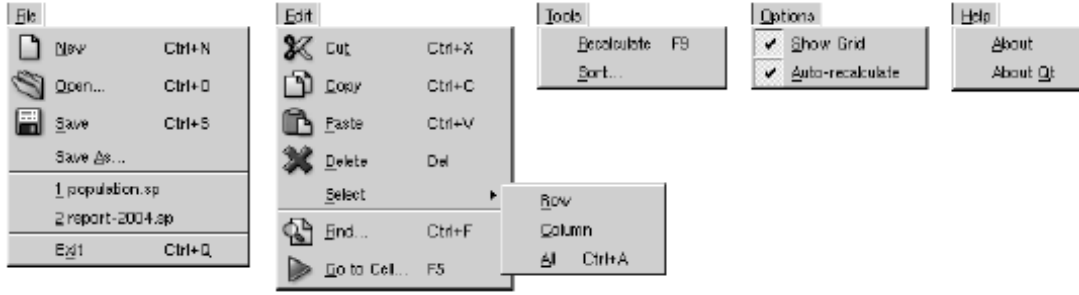 File
New Ctrl+N
Open... Ctrl+O
Save Ctrl+S
Save As...
1 population.sp
2 report-2004.sp
Exit Ctrl+Q
Edit
Cut Ctrl+X
Copy Ctrl+C
Paste Ctrl+V
Delete Del
Select
Find... Ctrl+F
Go to Cell... F5
Row
Column
All Ctrl+A
Tools
Recalculate F9
Sort...
Options
Show Grid
Auto-recalculate
Help
About
About Qt